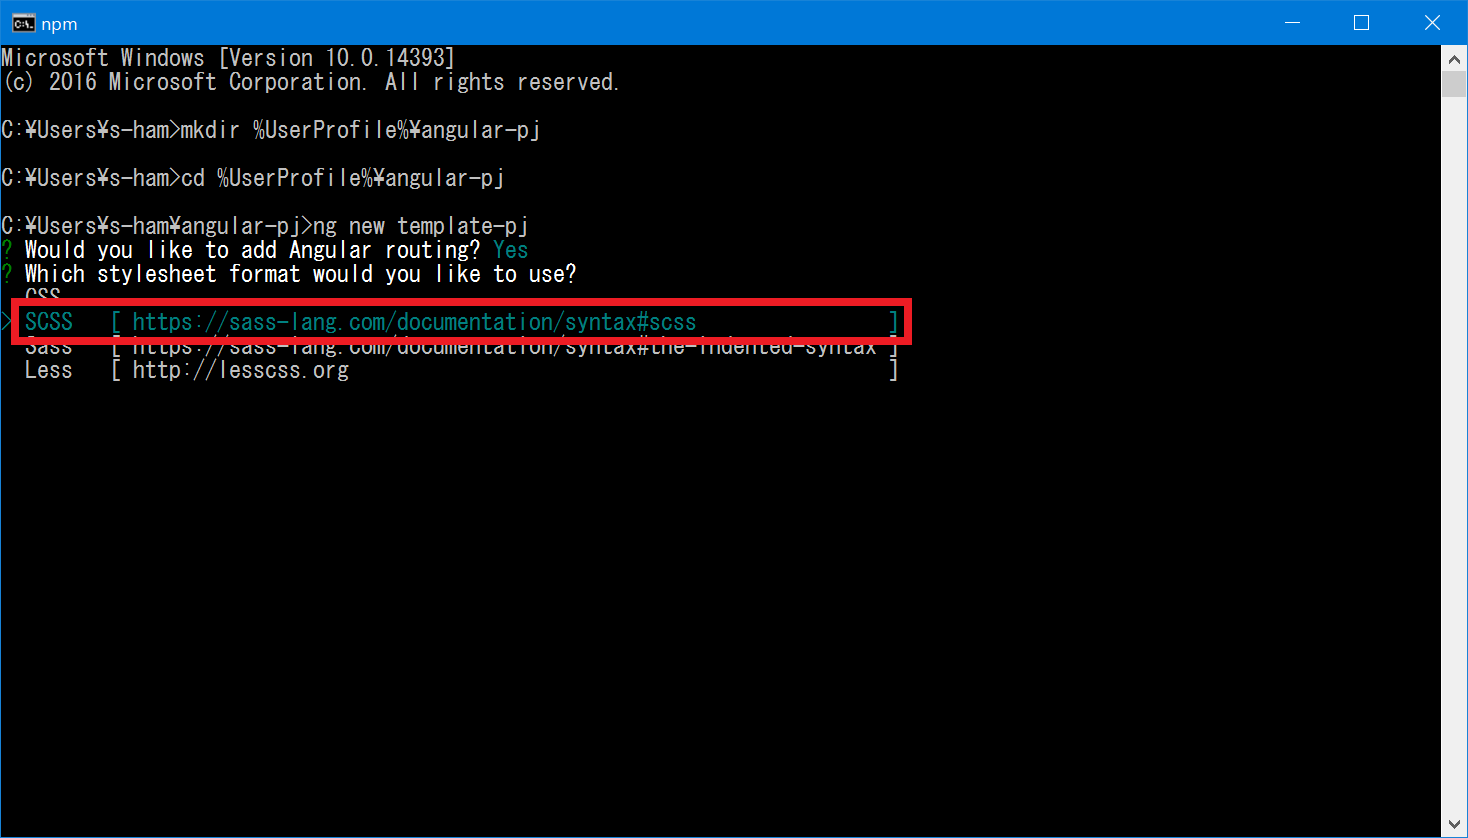 npm
Microsoft Windows [Version 10.0.14393]
(c) 2016 Microsoft Corporation. All rights reserved.
C:¥Users¥s-ham>mkdir %UserProfile%¥angular-pj
C:¥Users¥s-ham>cd %UserProfile%¥angular-pj
C:¥Users¥s-ham¥angular-pj>ng new template-pj
? Would you like to add Angular routing? Yes
? Which stylesheet format would you like to use?
CSS
> SCSS [ https://sass-lang.com/documentation/syntax#scss ]
Sass [ https://sass-lang.com/documentation/syntax#the-indented-syntax ]
Less [ http://lesscss.org ]